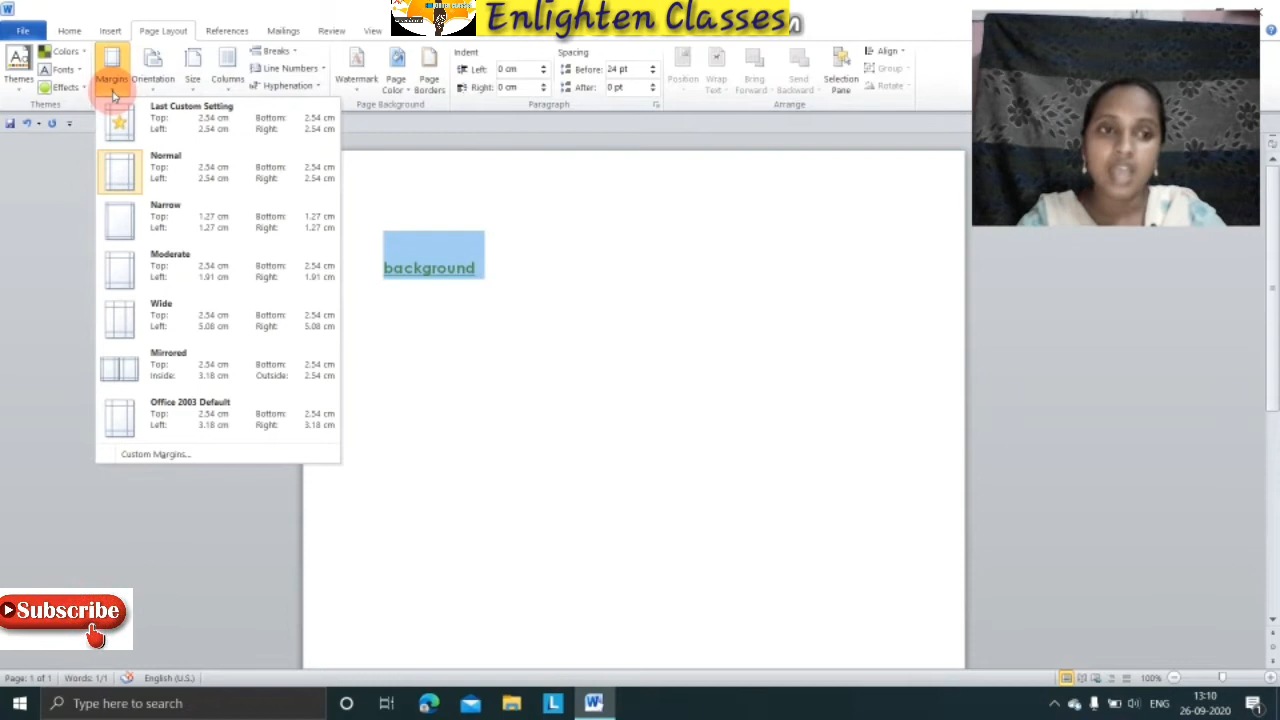 Enlighten Classes
File Home Insert Page Layout References Mailings Review View
Themes
Colors
Fonts
Effects
Themes
Margins
Orientation
Size
Columns
Breaks
Line Numbers
Hyphenation
Watermark
Page Color
Page Borders
Page Background
Indent
Left: 0 cm
Right: 0 cm
Spacing
Before: 24 pt
After: 0 pt
Paragraph
Position
Wrap Text
Bring Forward
Send Backward
Selection Pane
Align
Group
Rotate
Arrange
Last Custom Setting
Top: 2.54 cm Bottom: 2.54 cm
Left: 2.54 cm Right: 2.54 cm
Normal
Top: 2.54 cm Bottom: 2.54 cm
Left: 2.54 cm Right: 2.54 cm
Narrow
Top: 1.27 cm Bottom: 1.27 cm
Left: 1.27 cm Right: 1.27 cm
Moderate
Top: 2.54 cm Bottom: 2.54 cm
Left: 1.91 cm Right: 1.91 cm
Wide
Top: 2.54 cm Bottom: 2.54 cm
Left: 5.08 cm Right: 5.08 cm
Mirrored
Top: 2.54 cm Bottom: 2.54 cm
Inside: 3.18 cm Outside: 2.54 cm
Office 2003 Default
Top: 2.54 cm Bottom: 2.54 cm
Left: 3.18 cm Right: 3.18 cm
Custom Margins...
background
Subscribe
Page: 1 of 1 Words: 1/1 English (U.S.) 100%
Type here to search
ENG
13:10
26-09-2020